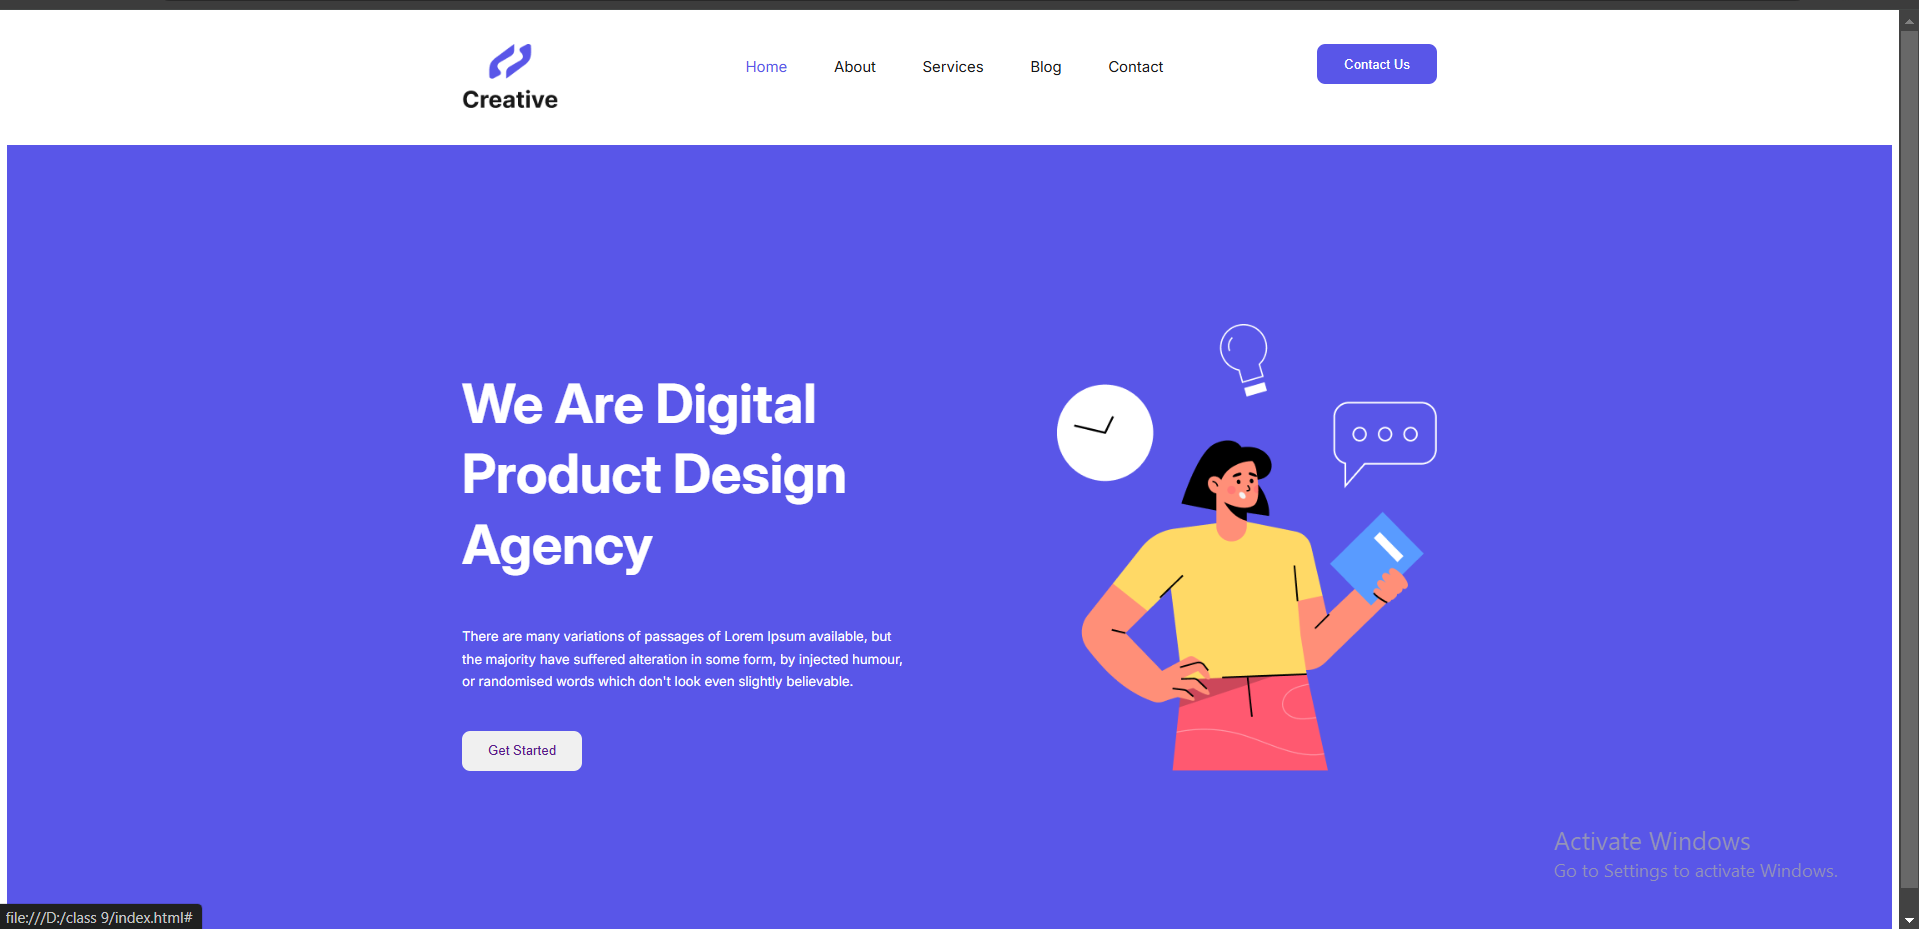 Creative
Home About Services Blog Contact
Contact Us
We Are Digital
Product Design
Agency
There are many variations of passages of Lorem Ipsum available, but
the majority have suffered alteration in some form, by injected humour,
or randomised words which don't look even slightly believable.
Get Started
Activate Windows
Go to Settings to activate Windows.
file:///D:/class 9/index.html#